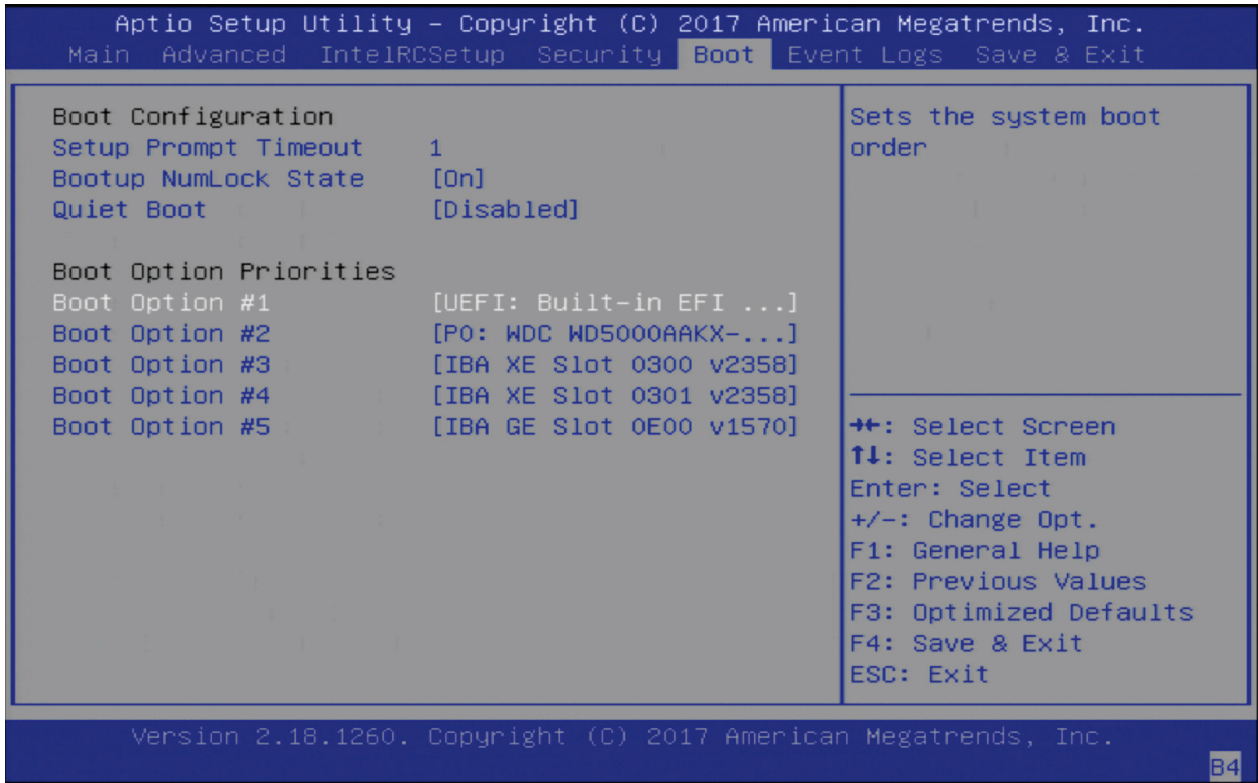 Aptio Setup Utility – Copyright (C) 2017 American Megatrends, Inc.
Main Advanced IntelRCSetup Security Boot Event Logs Save & Exit
Boot Configuration
Setup Prompt Timeout 1
Bootup NumLock State [On]
Quiet Boot [Disabled]
Boot Option Priorities
Boot Option #1 [UEFI: Built-in EFI ...]
Boot Option #2 [P0: WDC WD5000AAKX-...]
Boot Option #3 [IBA XE Slot 0300 v2358]
Boot Option #4 [IBA XE Slot 0301 v2358]
Boot Option #5 [IBA GE Slot 0E00 v1570]
Sets the system boot
order
→←: Select Screen
↑↓: Select Item
Enter: Select
+/-: Change Opt.
F1: General Help
F2: Previous Values
F3: Optimized Defaults
F4: Save & Exit
ESC: Exit
Version 2.18.1260. Copyright (C) 2017 American Megatrends, Inc.
B4